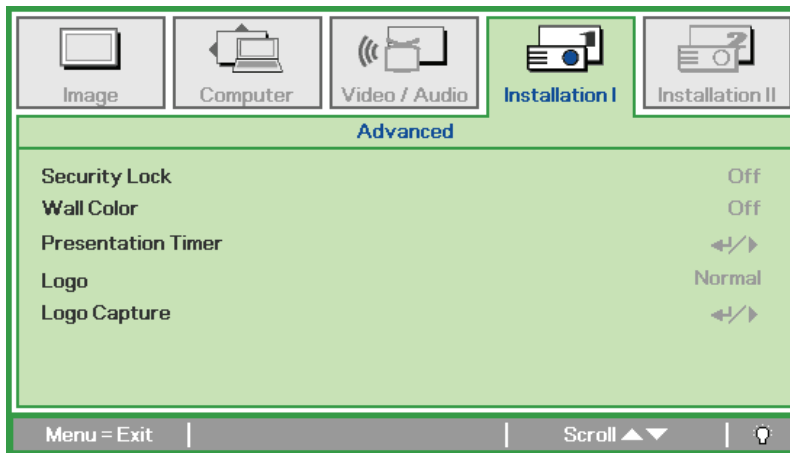 Image Computer Video / Audio Installation I Installation II
Advanced
Security Lock Off
Wall Color Off
Presentation Timer ↵/▶
Logo Normal
Logo Capture ↵/▶
Menu = Exit Scroll ▲▼